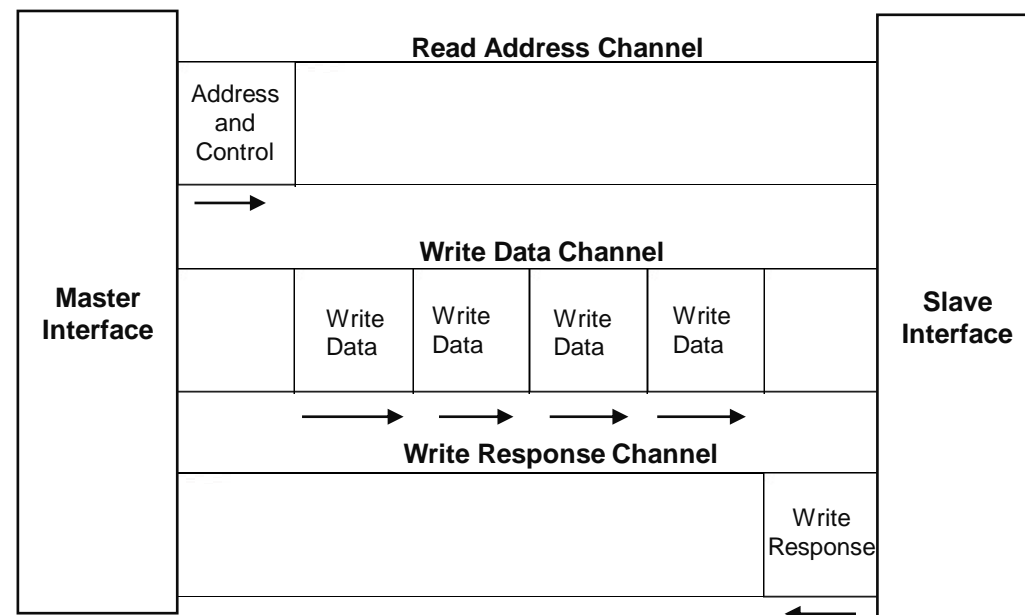 Read Address Channel
Address
and
Control
Write Data Channel
Master
Interface
Write
Data
Write
Data
Write
Data
Write
Data
Slave
Interface
Write Response Channel
Write
Response